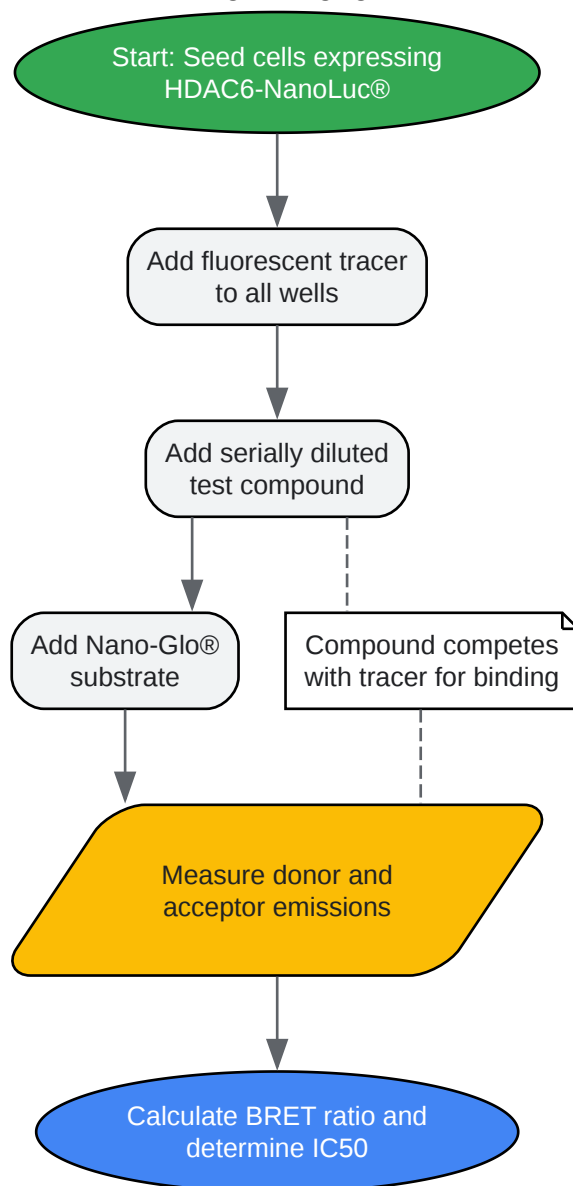 Start: Seed cells expressing
HDAC6-NanoLuc®
Add fluorescent tracer
to all wells
Add serially diluted
test compound
Add Nano-Glo®
substrate
Compound competes
with tracer for binding
Measure donor and
acceptor emissions
Calculate BRET ratio and
determine IC50